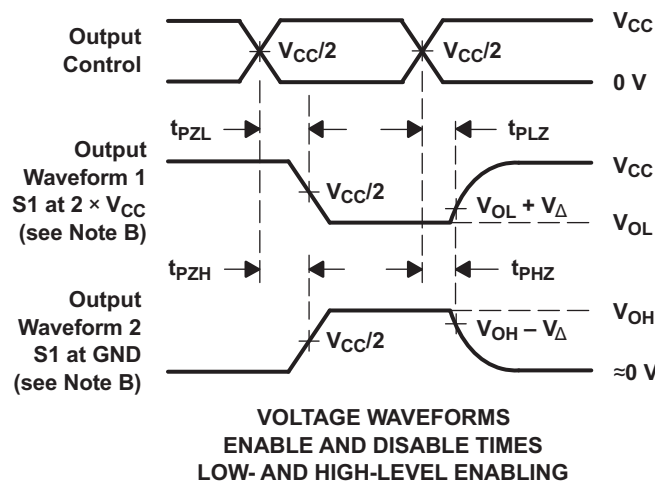 Output
Control
VCC/2
VCC/2
VCC
0 V
tPZL
tPLZ
Output
Waveform 1
S1 at 2 × VCC
(see Note B)
VCC/2
VOL + VΔ
VCC
VOL
tPZH
tPHZ
Output
Waveform 2
S1 at GND
(see Note B)
VCC/2
VOH − VΔ
VOH
≈0 V
VOLTAGE WAVEFORMS
ENABLE AND DISABLE TIMES
LOW- AND HIGH-LEVEL ENABLING